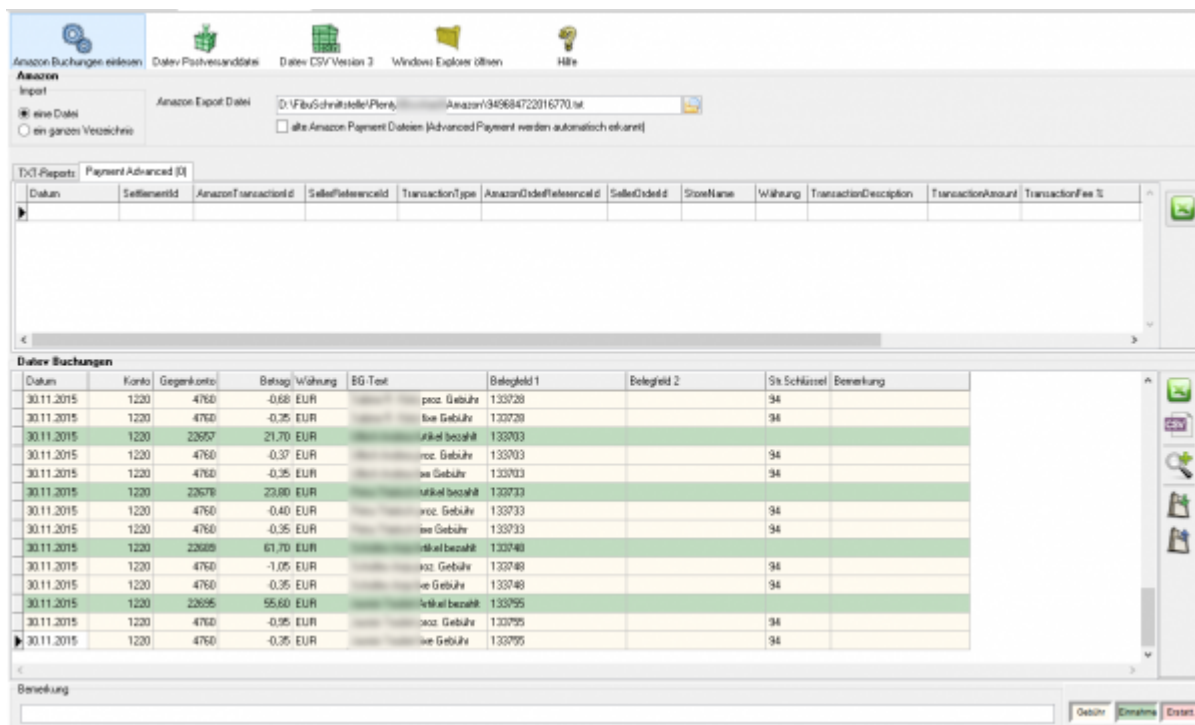 Amazon Buchungen einlesen Datev Postversanddatei Datev CSV Version 3 Windows Explorer öffnen Hilfe
Amazon
Import
eine Datei
ein ganzes Verzeichnis
Amazon Export Datei D:\FibuSchnittstelle\Plenty Amazon\949684722016770.txt
alte Amazon Payment Dateien (Advanced Payment werden automatisch erkannt)
TXT-Reports Payment Advanced (0)
Datum SettlementId AmazonTransactionId SellerReferenceId TransactionType AmazonOrderReferenceId SellerOrderId StoreName Währung TransactionDescription TransactionAmount TransactionFee %
Datev Buchungen
Datum Konto Gegenkonto Betrag Währung BG-Text Belegfeld 1 Belegfeld 2 Str.Schlüssel Bemerkung
30.11.2015 1220 4760 -0,68 EUR proz. Gebühr 133728 94
30.11.2015 1220 4760 -0,35 EUR fixe Gebühr 133728 94
30.11.2015 1220 22657 21,70 EUR Artikel bezahlt 133703
30.11.2015 1220 4760 -0,37 EUR proz. Gebühr 133703 94
30.11.2015 1220 4760 -0,35 EUR Gebühr 133703 94
30.11.2015 1220 22678 23,80 EUR Artikel bezahlt 133733
30.11.2015 1220 4760 -0,40 EUR proz. Gebühr 133733 94
30.11.2015 1220 4760 -0,35 EUR fixe Gebühr 133733 94
30.11.2015 1220 22689 61,70 EUR Artikel bezahlt 133748
30.11.2015 1220 4760 -1,05 EUR proz. Gebühr 133748 94
30.11.2015 1220 4760 -0,35 EUR Gebühr 133748 94
30.11.2015 1220 22695 55,60 EUR Artikel bezahlt 133755
30.11.2015 1220 4760 -0,95 EUR proz. Gebühr 133755 94
30.11.2015 1220 4760 -0,35 EUR fixe Gebühr 133755 94
CSV
Bemerkung
Gebühr Einnahme Erstatt